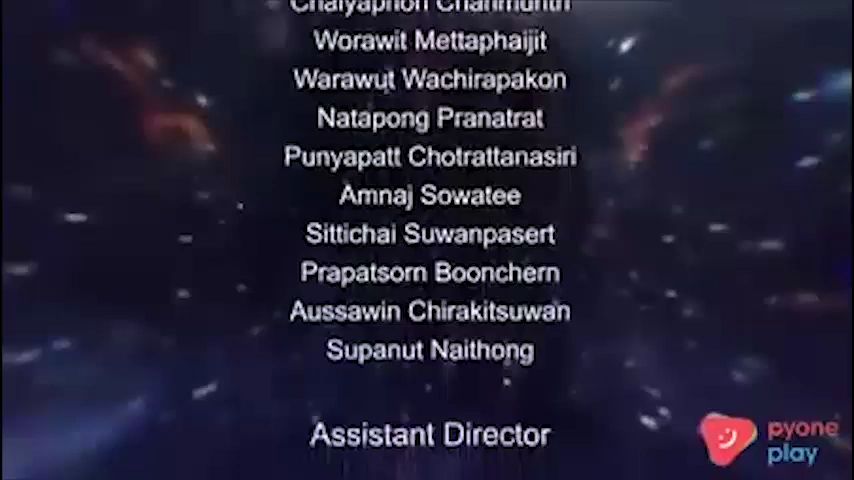 Worawit Mettaphaijit
Warawut Wachirapakon
Natapong Pranatrat
Punyapatt Chotrattanasiri
Amnaj Sowatee
Sittichai Suwanpasert
Prapatsorn Boonchern
Aussawin Chirakitsuwan
Supanut Naithong
Assistant Director
pyone
play